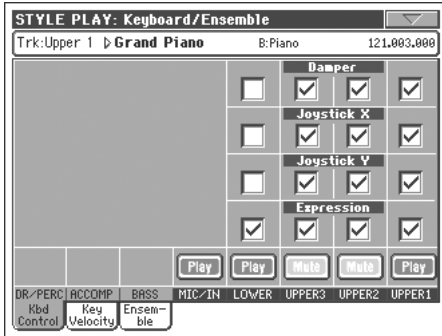 STYLE PLAY: Keyboard/Ensemble
Trk:Upper 1 Grand Piano B:Piano 121.003.000
Damper
Joystick X
Joystick Y
Expression
Play Play Mute Mute Play
DR/PERC ACCOMP BASS MIC/IN LOWER UPPER3 UPPER2 UPPER1
Kbd Control Key Velocity Ensem-ble